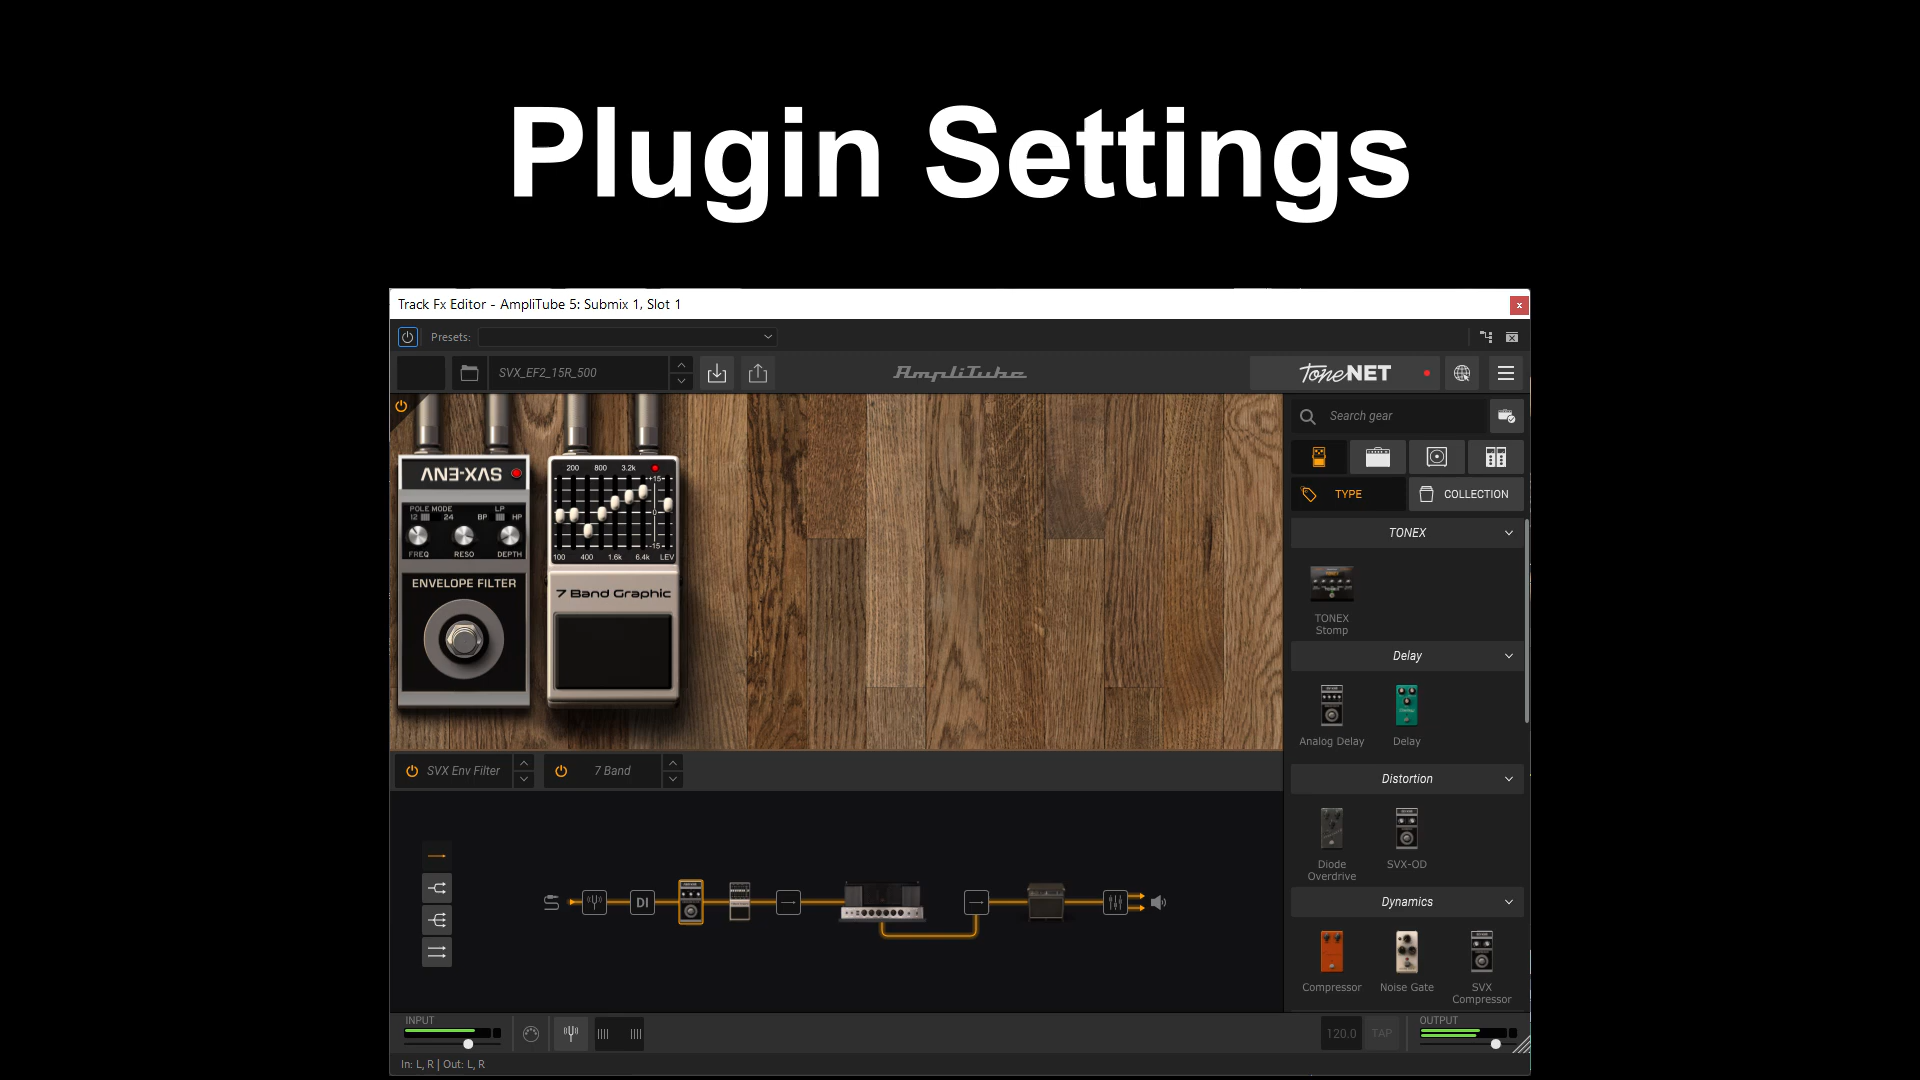 Plugin Settings
Track Fx Editor - AmpliTube 5: Submix 1, Slot 1
x
Presets:
SVX_EF2_15R_500
AmpliTube
ToneNET
Search gear
TYPE
COLLECTION
TONEX
TONEX
Stomp
Delay
Analog Delay
Delay
Distortion
Diode
Overdrive
SVX-OD
Dynamics
Compressor
Noise Gate
SVX
Compressor
SVX-ENV
POLE MODE
LP
12
24
BP
HP
FREQ
RESO
DEPTH
ENVELOPE FILTER
200 800 3.2k
+15
0
-15
100 400 1.6k 6.4k LEV
7 Band Graphic
SVX Env Filter
7 Band
DI
INPUT
120.0
TAP
OUTPUT
In: L, R | Out: L, R